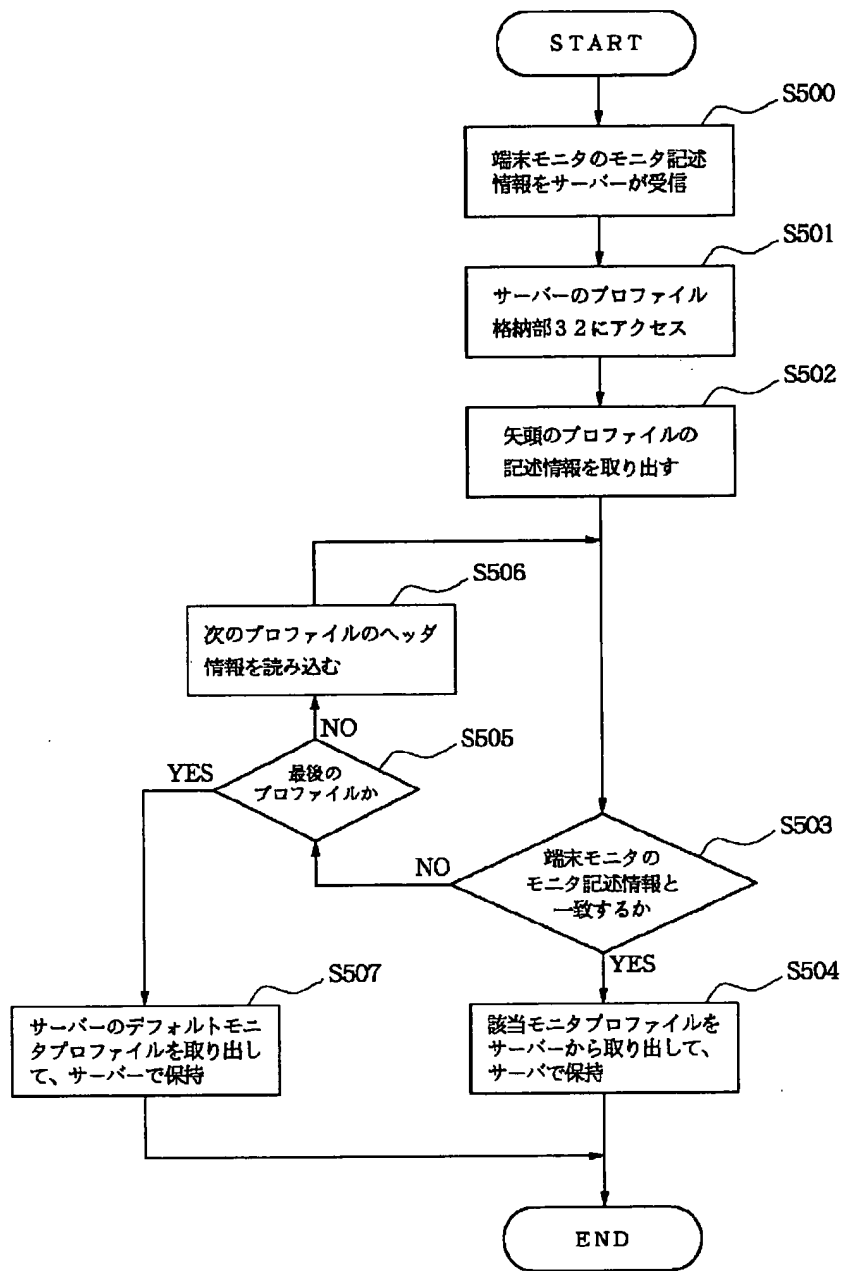 START
S500
端末モニタのモニタ記述
情報をサーバーが受信
S501
サーバーのプロファイル
格納部32にアクセス
S502
矢頭のプロファイルの
記述情報を取り出す
S506
次のプロファイルのヘッダ
情報を読み込む
NO
S505
YES
最後の
プロファイルか
S503
NO
端末モニタの
モニタ記述情報と
一致するか
YES
S507
サーバーのデフォルトモニ
タプロファイルを取り出し
て、サーバーで保持
S504
該当モニタプロファイルを
サーバーから取り出して、
サーバで保持
END